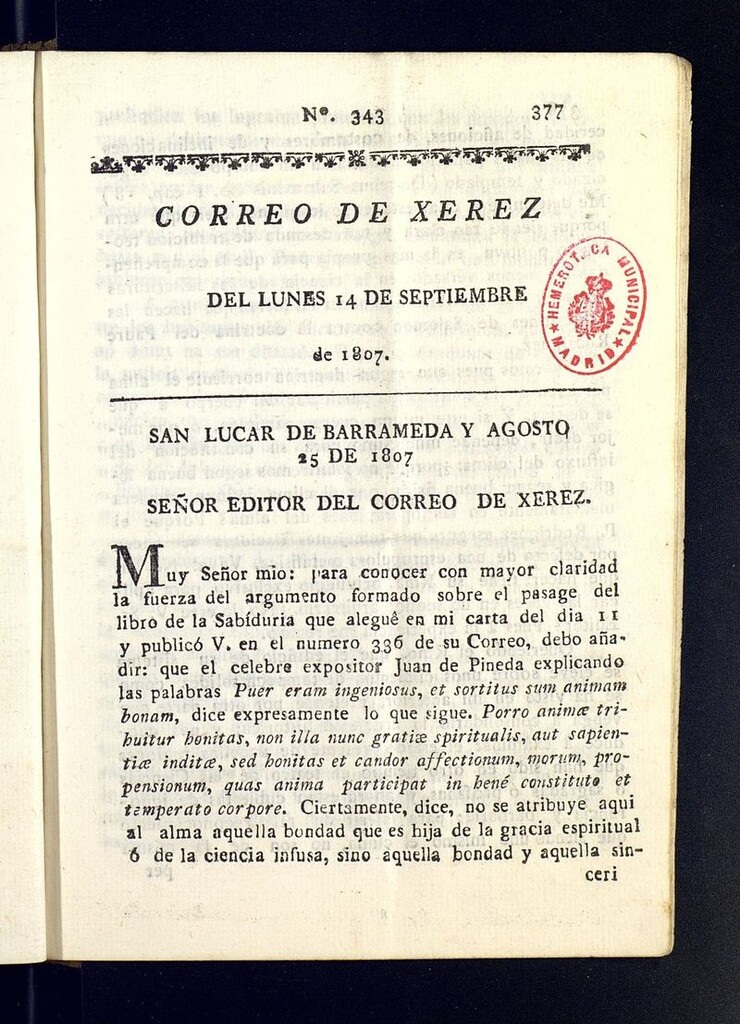 Nº. 343 377
CORREO DE XEREZ
DEL LUNES 14 DE SEPTIEMBRE
de 1807.
HEMEROTECA MUNICIPAL
MADRID
SAN LUCAR DE BARRAMEDA Y AGOSTO
25 DE 1807
SEÑOR EDITOR DEL CORREO DE XEREZ.
Muy Señor mio: para conocer con mayor claridad
la fuerza del argumento formado sobre el pasage del
libro de la Sabíduria que alegué en mi carta del dia 11
y publicó V. en el numero 336 de su Correo, debo aña-
dir: que el celebre expositor Juan de Pineda explicando
las palabras Puer eram ingeniosus, et sortitus sum animam
bonam, dice expresamente lo que sigue. Porro animæ tri-
buitur bonitas, non illa nunc gratiæ spiritualis, aut sapien-
tiæ inditæ, sed bonitas et candor affectionum, morum, pro-
pensionum, quas anima participat in bené constituto et
temperato corpore. Ciertamente, dice, no se atribuye aqui
al alma aquella bondad que es hija de la gracia espiritual
ó de la ciencia infusa, sino aquella bondad y aquella sin-
ceri